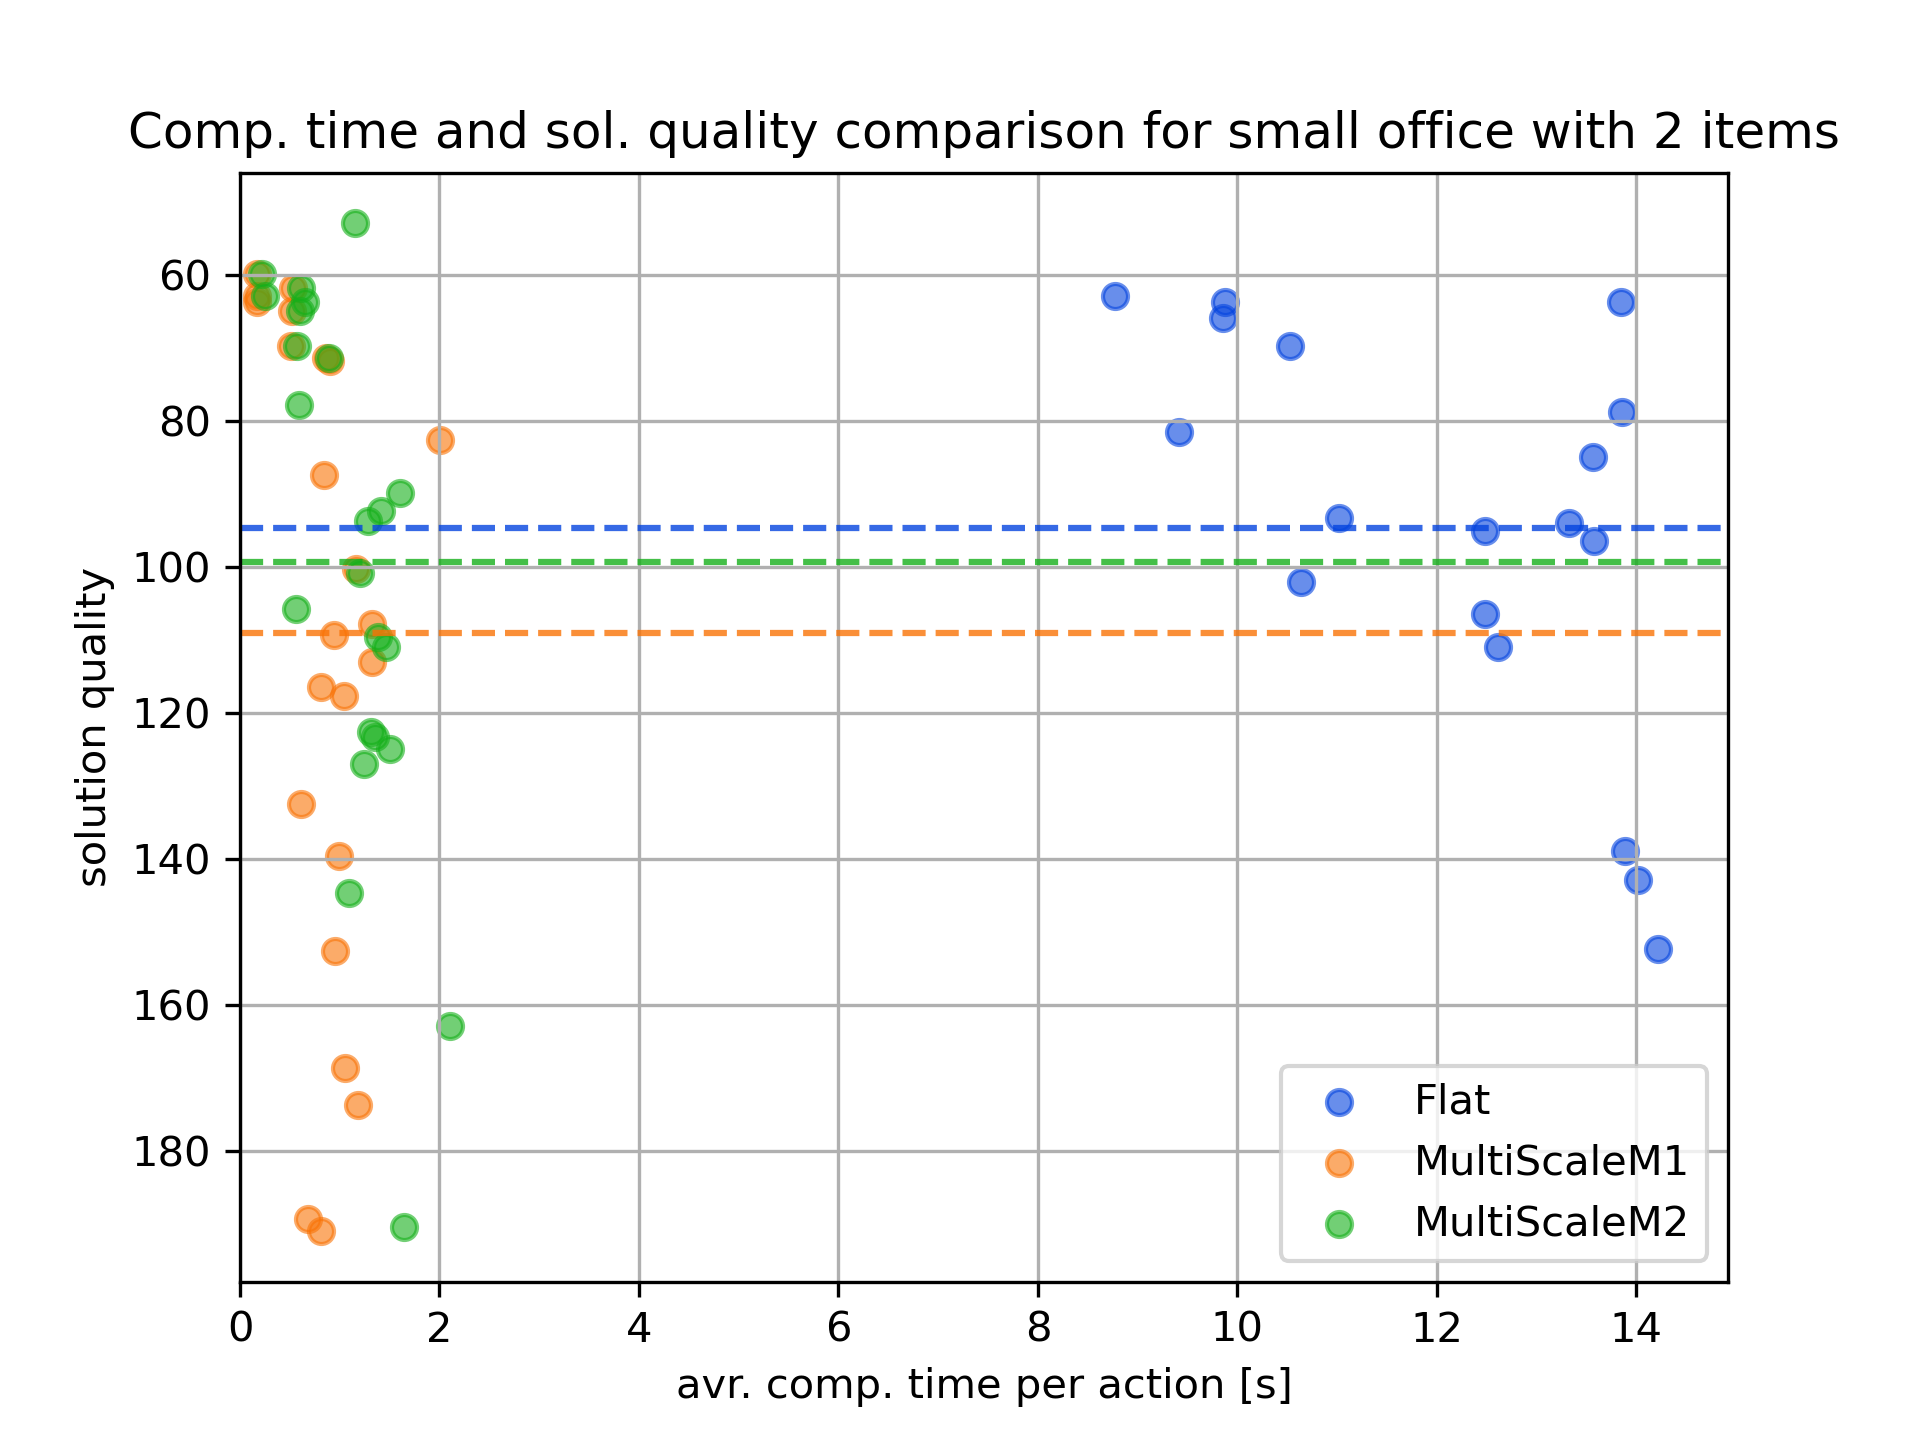 Comp. time and sol. quality comparison for small office with 2 items
60
80
100
120
140
160
180
solution quality
0 2 4 6 8 10 12 14
avr. comp. time per action [s]
Flat
MultiScaleM1
MultiScaleM2